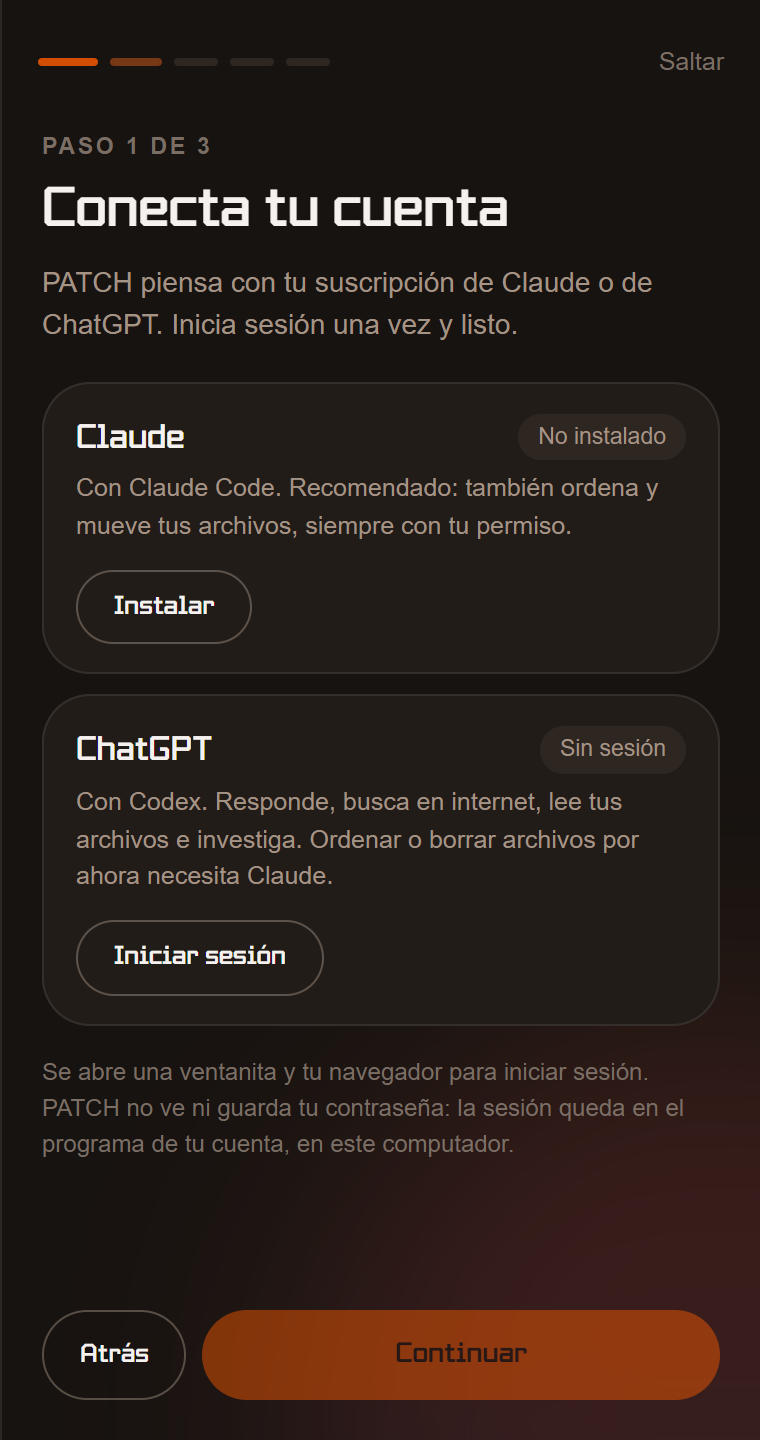 Saltar
PASO 1 DE 3
Conecta tu cuenta
PATCH piensa con tu suscripción de Claude o de
ChatGPT. Inicia sesión una vez y listo.
Claude
No instalado
Con Claude Code. Recomendado: también ordena y
mueve tus archivos, siempre con tu permiso.
Instalar
ChatGPT
Sin sesión
Con Codex. Responde, busca en internet, lee tus
archivos e investiga. Ordenar o borrar archivos por
ahora necesita Claude.
Iniciar sesión
Se abre una ventanita y tu navegador para iniciar sesión.
PATCH no ve ni guarda tu contraseña: la sesión queda en el
programa de tu cuenta, en este computador.
Atrás
Continuar